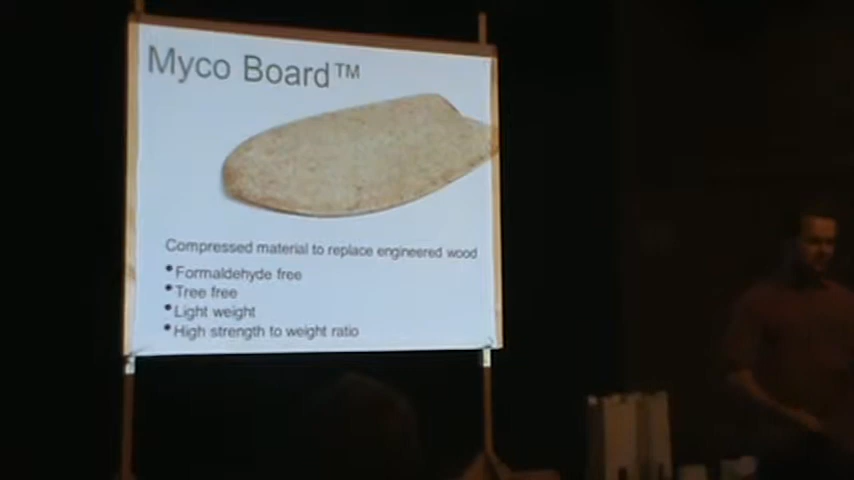 Myco Board™
Compressed material to replace engineered wood
• Formaldehyde free
• Tree free
• Light weight
• High strength to weight ratio